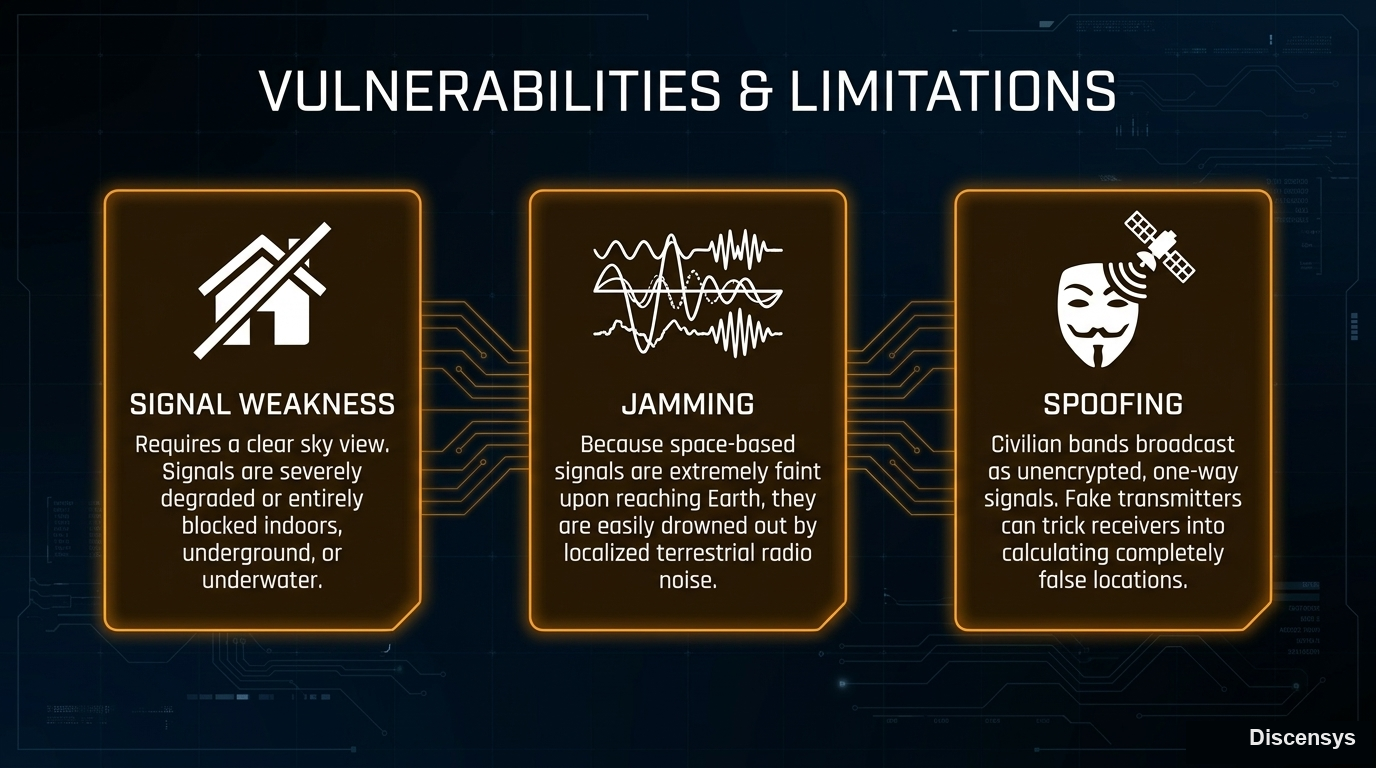 VULNERABILITIES & LIMITATIONS
SIGNAL WEAKNESS
Requires a clear sky view.
Signals are severely
degraded or entirely
blocked indoors,
underground, or
underwater.
JAMMING
Because space-based
signals are extremely faint
upon reaching Earth, they
are easily drowned out by
localized terrestrial radio
noise.
SPOOFING
Civilian bands broadcast
as unencrypted, one-way
signals. Fake transmitters
can trick receivers into
calculating completely
false locations.
Discensys